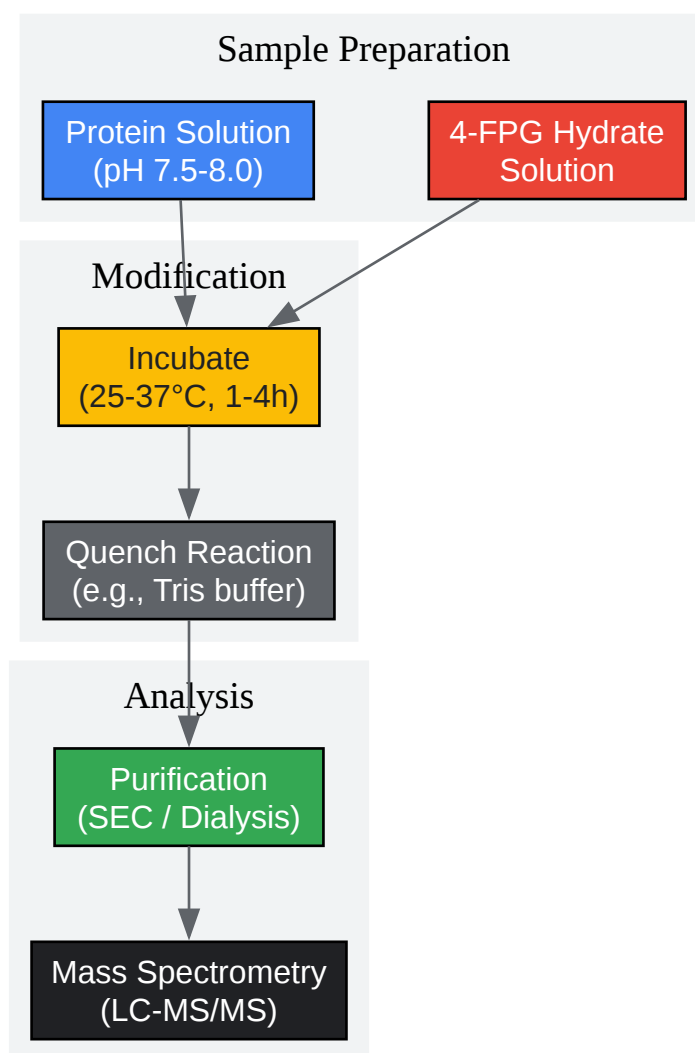 Sample Preparation
Protein Solution
(pH 7.5-8.0)
4-FPG Hydrate
Solution
Modification
Incubate
(25-37°C, 1-4h)
Quench Reaction
(e.g., Tris buffer)
Analysis
Purification
(SEC / Dialysis)
Mass Spectrometry
(LC-MS/MS)